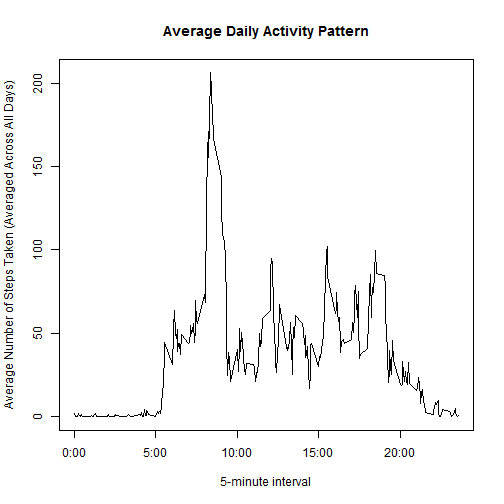 Average Daily Activity Pattern
Average Number of Steps Taken (Averaged Across All Days)
200
150
100
50
0
0:00 5:00 10:00 15:00 20:00
5-minute interval